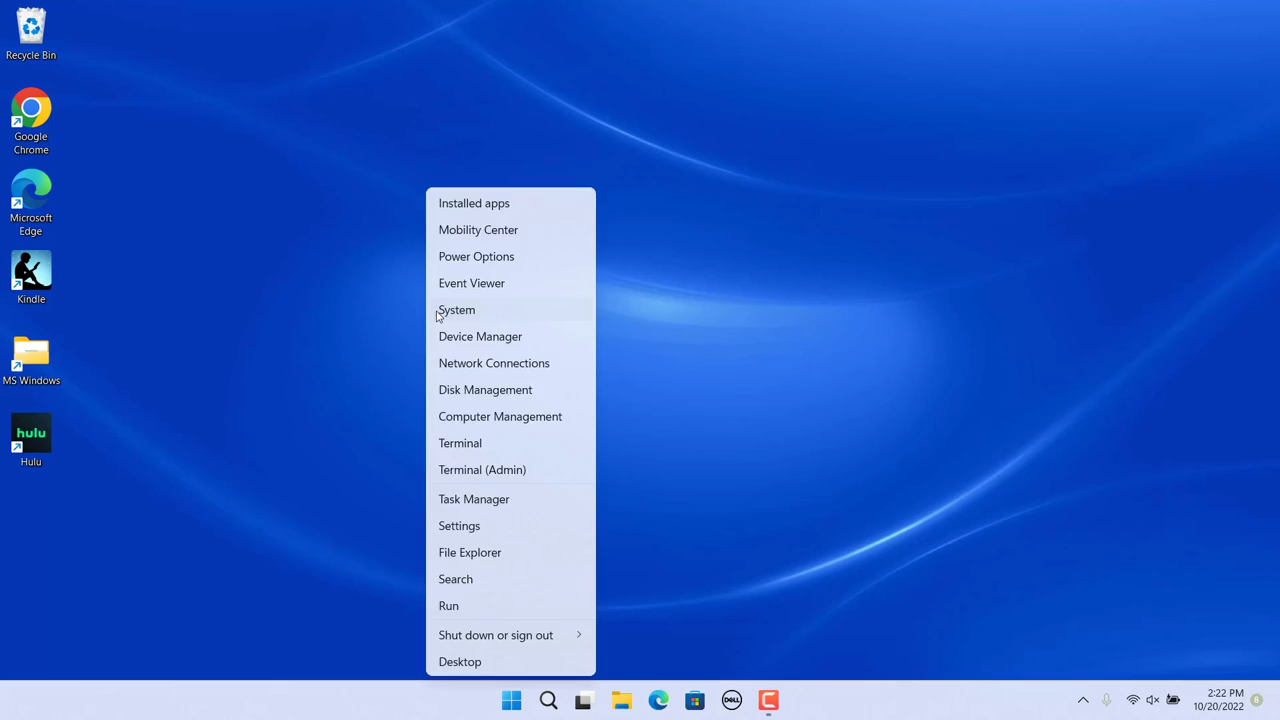 Recycle Bin
Google
Chrome
Microsoft
Edge
Kindle
MS Windows
hulu
Hulu
Installed apps
Mobility Center
Power Options
Event Viewer
System
Device Manager
Network Connections
Disk Management
Computer Management
Terminal
Terminal (Admin)
Task Manager
Settings
File Explorer
Search
Run
Shut down or sign out
Desktop
DELL
2:22 PM
10/20/2022